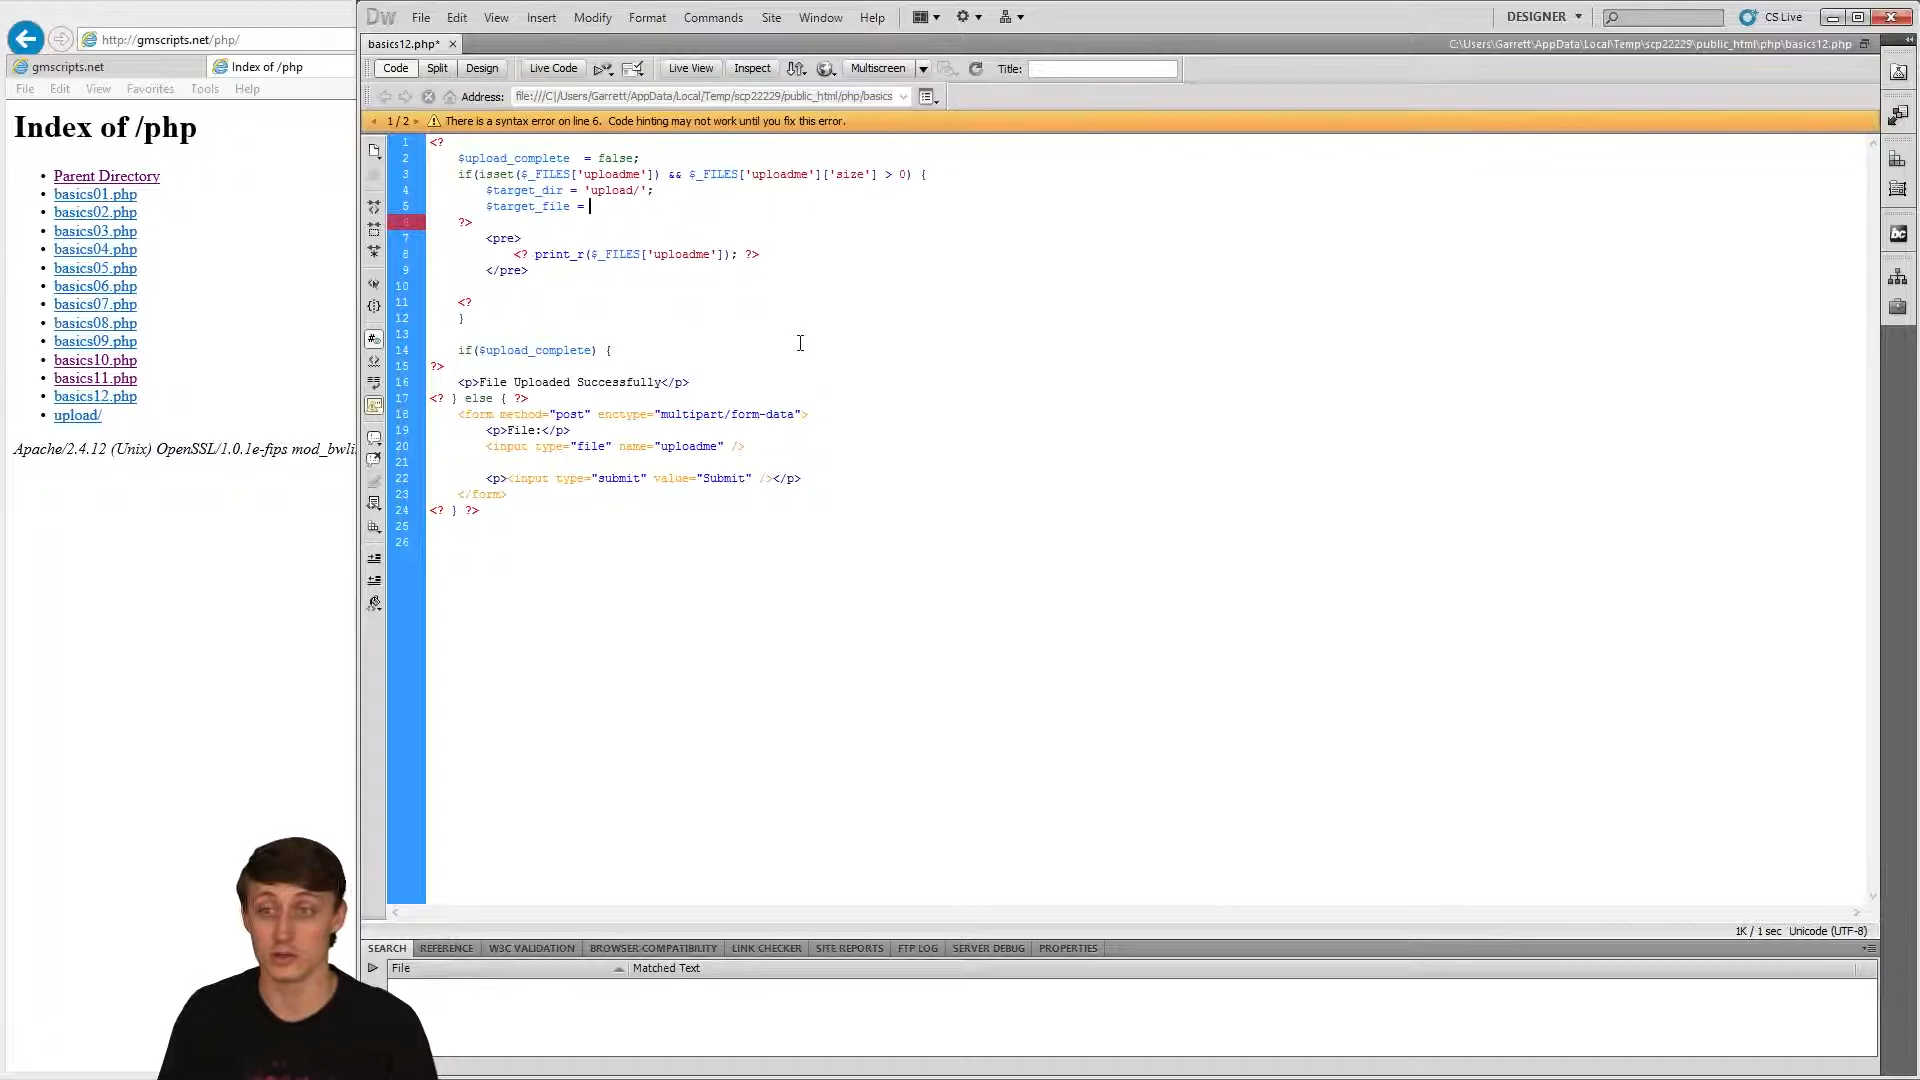 http://gmscripts.net/php/
gmscripts.net
Index of /php
File Edit View Favorites Tools Help
Index of /php
• Parent Directory
• basics01.php
• basics02.php
• basics03.php
• basics04.php
• basics05.php
• basics06.php
• basics07.php
• basics08.php
• basics09.php
• basics10.php
• basics11.php
• basics12.php
• upload/
Apache/2.4.12 (Unix) OpenSSL/1.0.1e-fips mod_bwli
Dw File Edit View Insert Modify Format Commands Site Window Help
DESIGNER
CS Live
basics12.php*
C:\Users\Garrett\AppData\Local\Temp\scp22229\public_html\php\basics12.php
Code Split Design Live Code Live View Inspect Multiscreen Title:
Address: file:///C|/Users/Garrett/AppData/Local/Temp/scp22229/public_html/php/basics
1 / 2 There is a syntax error on line 6. Code hinting may not work until you fix this error.
1 <?
2 $upload_complete = false;
3 if(isset($_FILES['uploadme']) && $_FILES['uploadme']['size'] > 0) {
4 $target_dir = 'upload/';
5 $target_file =
6 ?>
7 <pre>
8 <? print_r($_FILES['uploadme']); ?>
9 </pre>
10
11 <?
12 }
13
14 if($upload_complete) {
15 ?>
16 <p>File Uploaded Successfully</p>
17 <? } else { ?>
18 <form method="post" enctype="multipart/form-data">
19 <p>File:</p>
20 <input type="file" name="uploadme" />
21
22 <p><input type="submit" value="Submit" /></p>
23 </form>
24 <? } ?>
25
26
bc
1K / 1 sec Unicode (UTF-8)
SEARCH REFERENCE W3C VALIDATION BROWSER COMPATIBILITY LINK CHECKER SITE REPORTS FTP LOG SERVER DEBUG PROPERTIES
File Matched Text